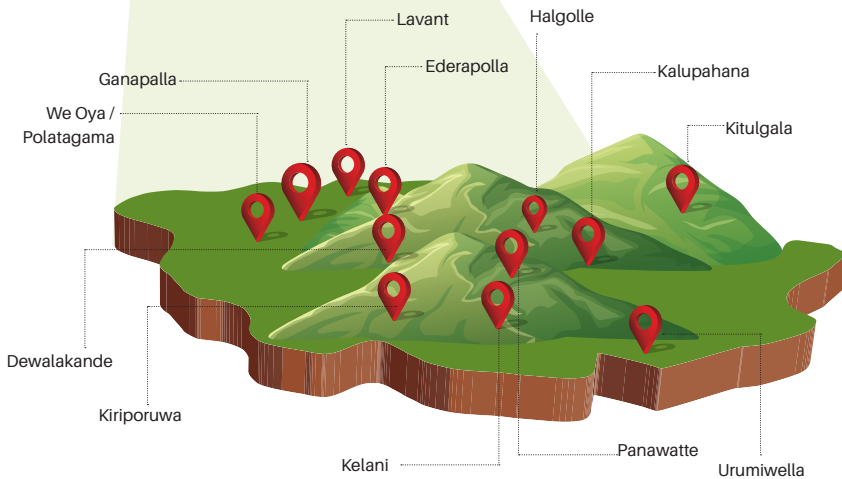 Lavant
Halgolle
Ederapolla
Kalupahana
Ganapalla
We Oya /
Polatagama
Kitulgala
Dewalakande
Kiriporuwa
Kelani
Panawatte
Urumiwella